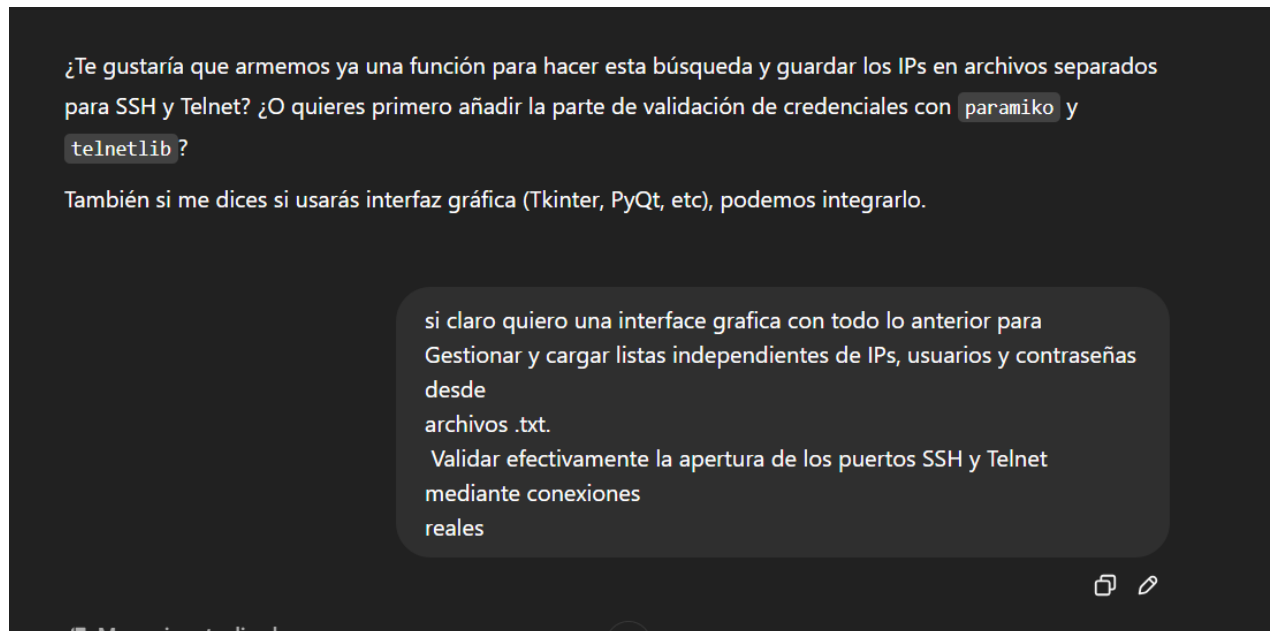 ¿Te gustaría que armemos ya una función para hacer esta búsqueda y guardar los IPs en archivos separados
para SSH y Telnet? ¿O quieres primero añadir la parte de validación de credenciales con paramiko y
telnetlib?
También si me dices si usarás interfaz gráfica (Tkinter, PyQt, etc), podemos integrarlo.
si claro quiero una interface grafica con todo lo anterior para
Gestionar y cargar listas independientes de IPs, usuarios y contraseñas
desde
archivos .txt.
Validar efectivamente la apertura de los puertos SSH y Telnet
mediante conexiones
reales